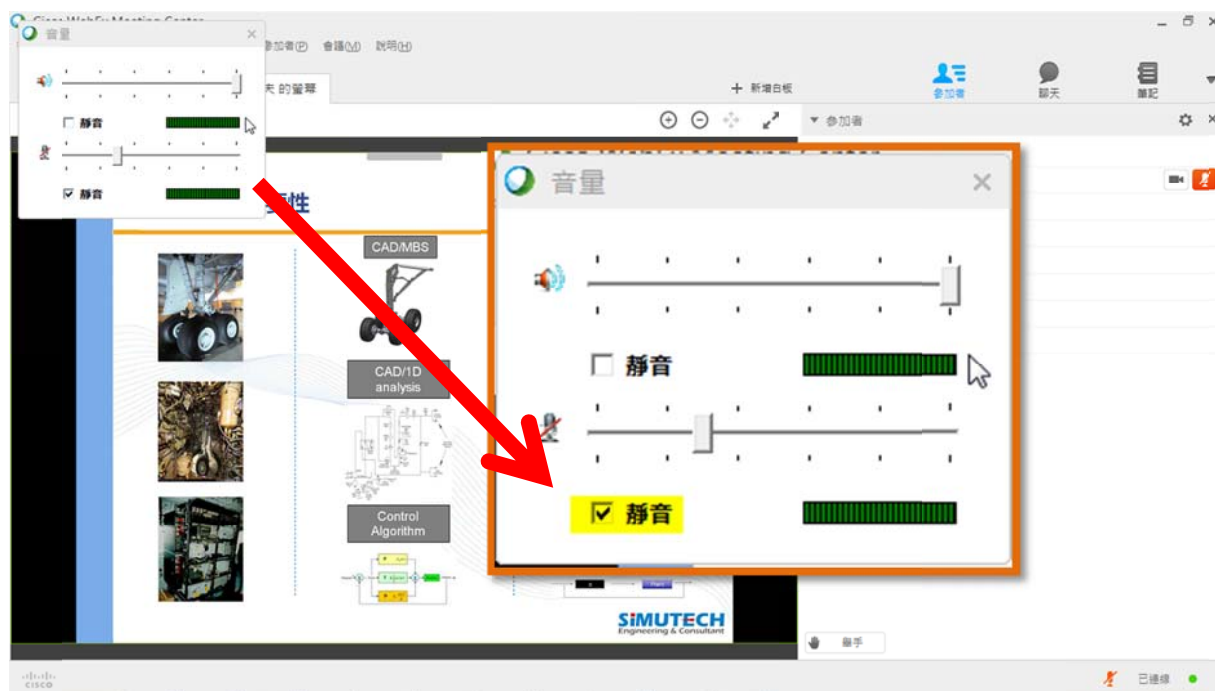 Cisco WebEx Meeting Center
音量
參加者(P) 會議(M) 說明(H)
靜音
靜音
夫 的螢幕
新增白板
參加者
聊天
筆記
參加者
要性
CAD/MBS
CAD/1D
analysis
Control
Algorithm
SiMUTECH
Engineering & Consultant
音量
靜音
靜音
舉手
CISCO
已連線